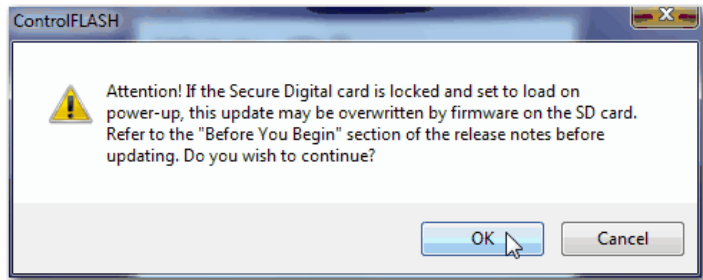 ControlFLASH
Attention! If the Secure Digital card is locked and set to load on
power-up, this update may be overwritten by firmware on the SD card.
Refer to the "Before You Begin" section of the release notes before
updating. Do you wish to continue?
OK
Cancel